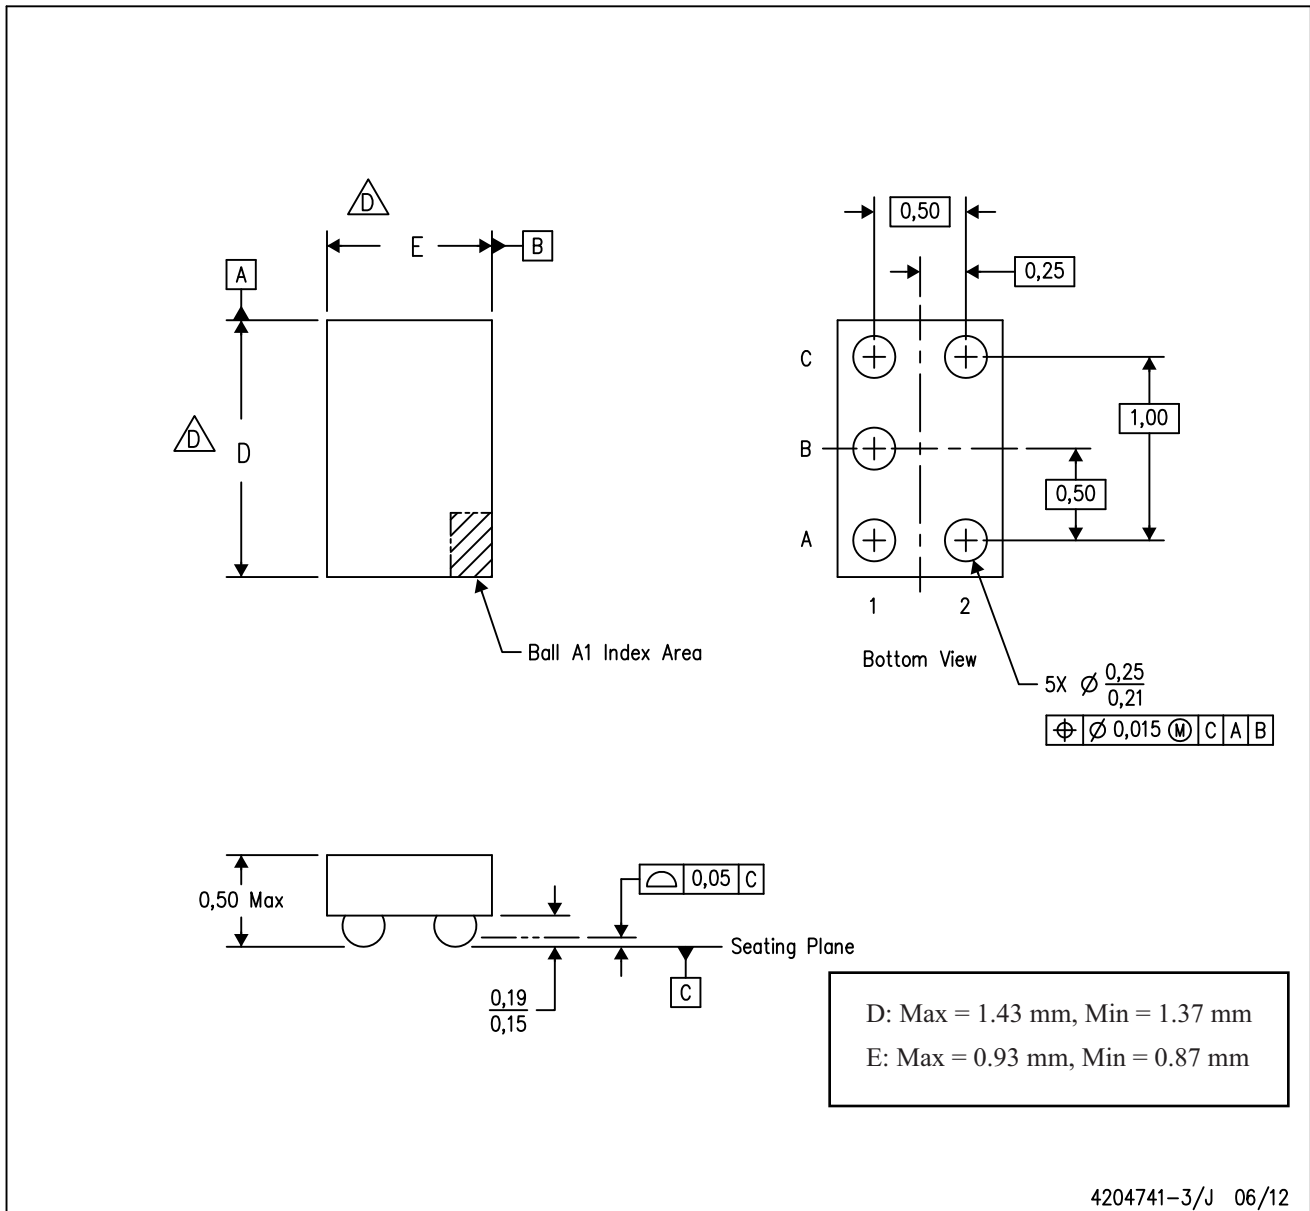 D
E
B
A
D
D
Ball A1 Index Area
0,50
0,25
C
B
A
1,00
0,50
1
2
Bottom View
5X Ø 0,25
0,21
⌖ Ø 0,015 Ⓜ C A B
0,50 Max
⌓ 0,05 C
Seating Plane
C
0,19
0,15
D: Max = 1.43 mm, Min = 1.37 mm
E: Max = 0.93 mm, Min = 0.87 mm
4204741-3/J 06/12